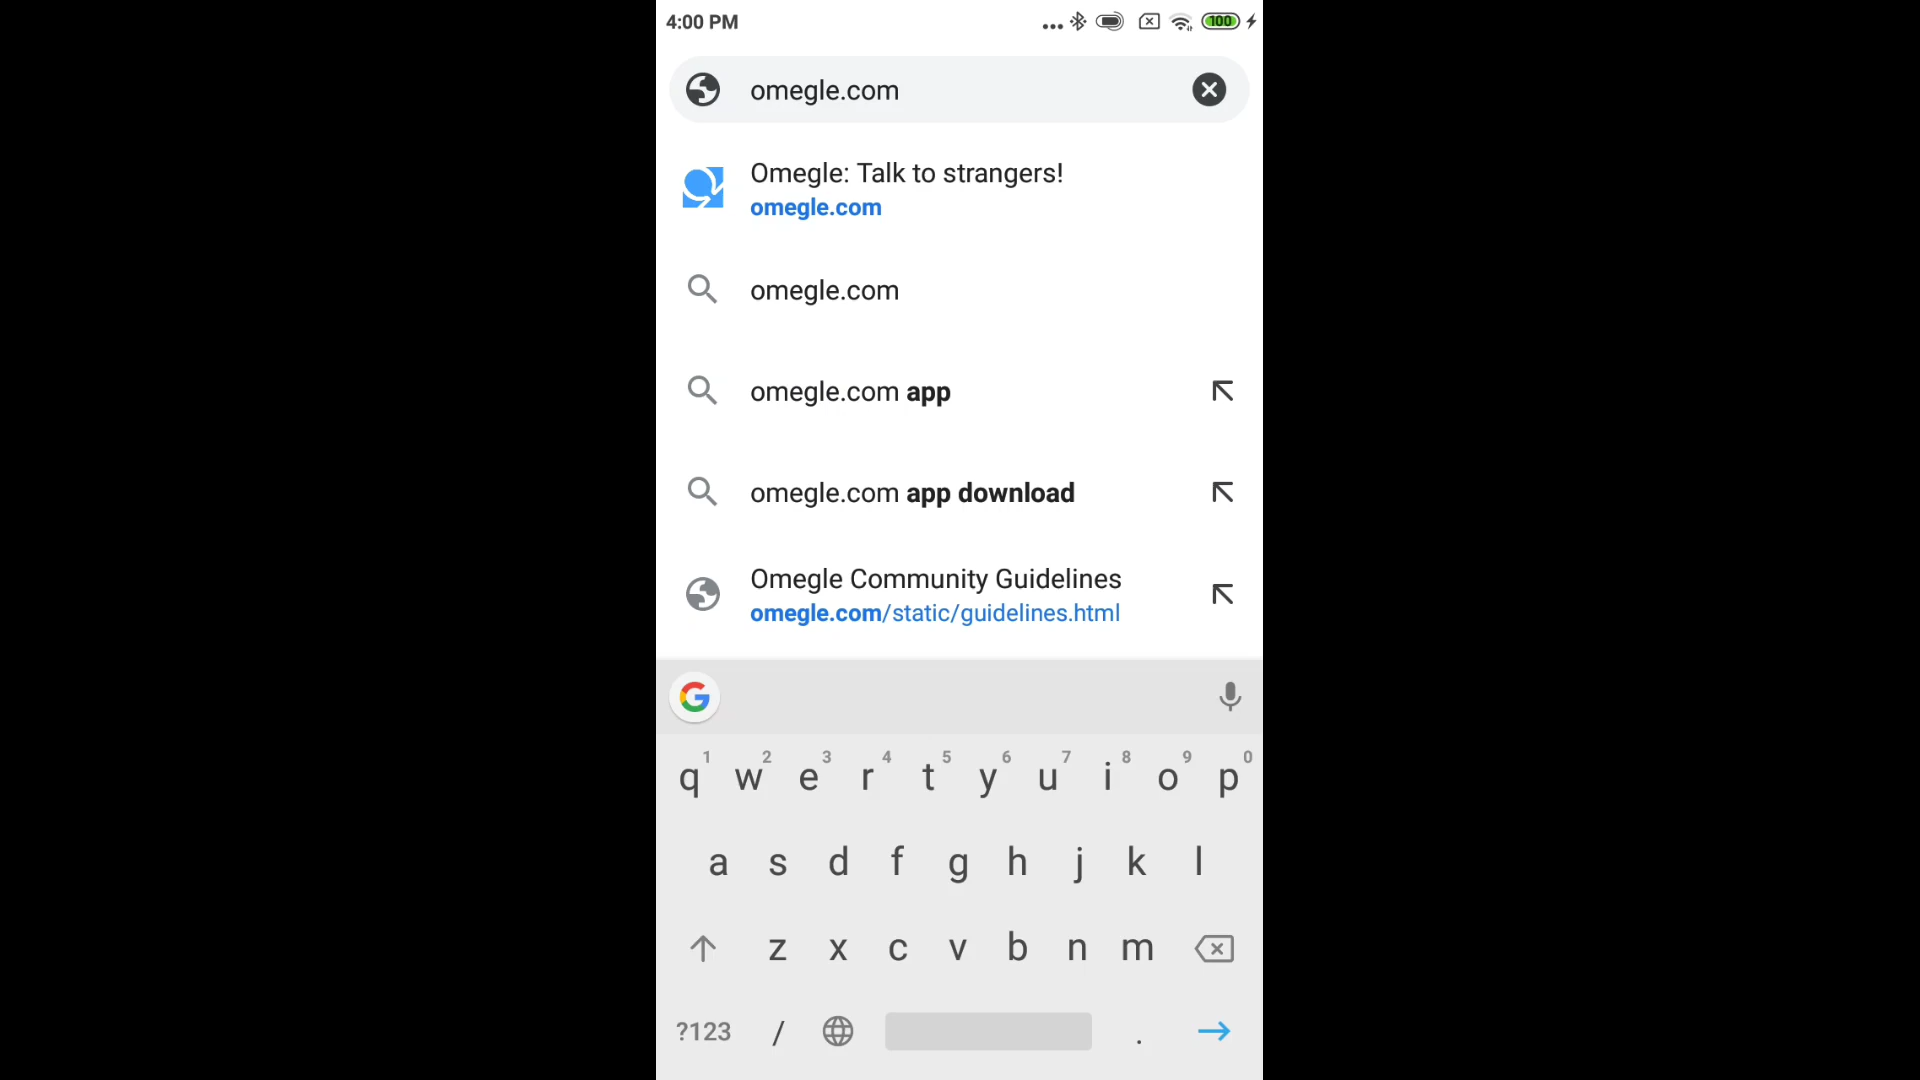 4:00 PM
100
omegle.com
Omegle: Talk to strangers!
omegle.com
omegle.com
omegle.com app
omegle.com app download
Omegle Community Guidelines
omegle.com/static/guidelines.html
G
1 2 3 4 5 6 7 8 9 0
q w e r t y u i o p
a s d f g h j k l
z x c v b n m
?123 / .